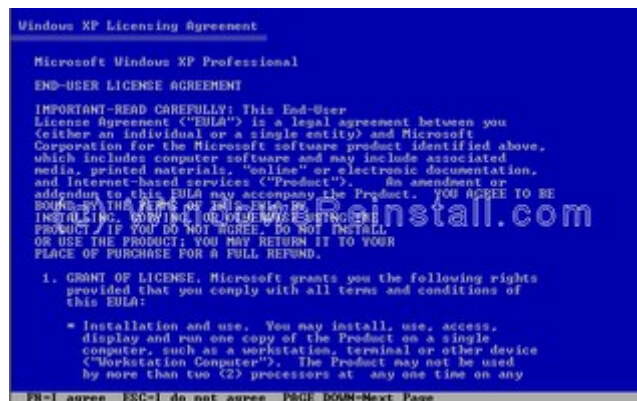 Windows XP Licensing Agreement
Microsoft Windows XP Professional
END-USER LICENSE AGREEMENT
IMPORTANT-READ CAREFULLY: This End-User
License Agreement ("EULA") is a legal agreement between you
(either an individual or a single entity) and Microsoft
Corporation for the Microsoft software product identified above,
which includes computer software and may include associated
media, printed materials, "online" or electronic documentation,
and Internet-based services ("Product"). An amendment or
addendum to this EULA may accompany the Product. YOU AGREE TO BE
BOUND BY THE TERMS OF THIS EULA BY
INSTALLING, COPYING, OR OTHERWISE USING THE
PRODUCT. IF YOU DO NOT AGREE, DO NOT INSTALL
OR USE THE PRODUCT; YOU MAY RETURN IT TO YOUR
PLACE OF PURCHASE FOR A FULL REFUND.
1. GRANT OF LICENSE. Microsoft grants you the following rights
provided that you comply with all terms and conditions of
this EULA:
* Installation and use. You may install, use, access,
display and run one copy of the Product on a single
computer, such as a workstation, terminal or other device
("Workstation Computer"). The Product may not be used
by more than two (2) processors at any one time on any
F8=I agree ESC=I do not agree PAGE DOWN=Next Page